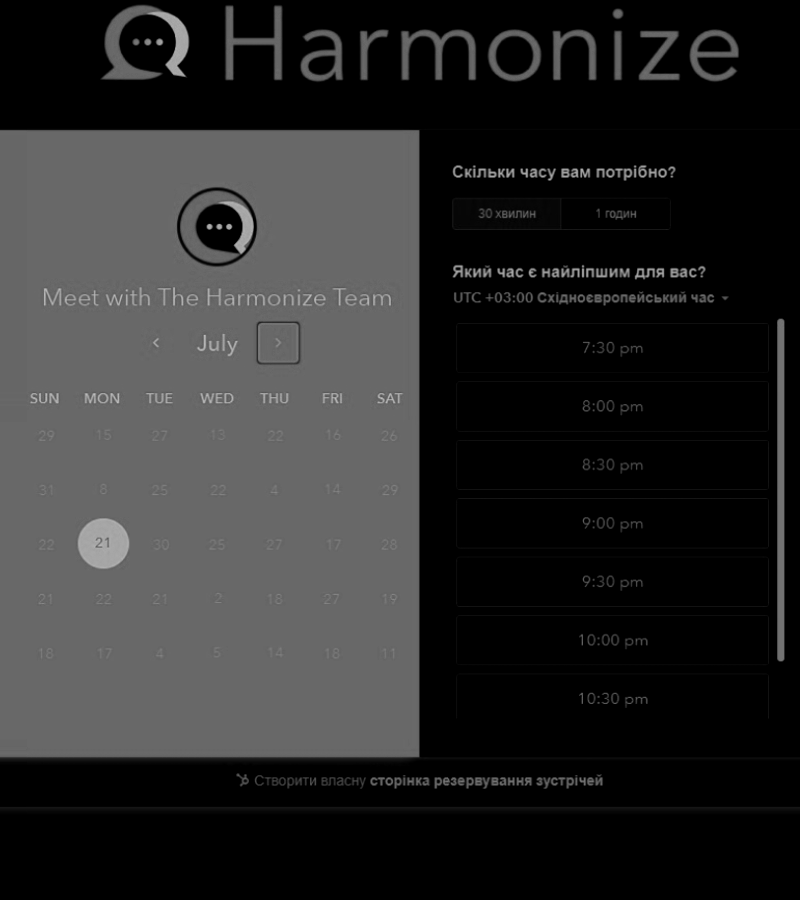 Harmonize
Meet with The Harmonize Team
July
SUN MON TUE WED THU FRI SAT
29 15 27 13 22 16 26
31 8 25 22 4 14 29
22 21 30 25 27 17 28
21 22 21 2 18 27 19
18 17 4 5 14 18 11
Скільки часу вам потрібно?
30 хвилин 1 годин
Який час є найліпшим для вас?
UTC +03:00 Східноєвропейський час
7:30 pm
8:00 pm
8:30 pm
9:00 pm
9:30 pm
10:00 pm
10:30 pm
Створити власну сторінка резервування зустрічей